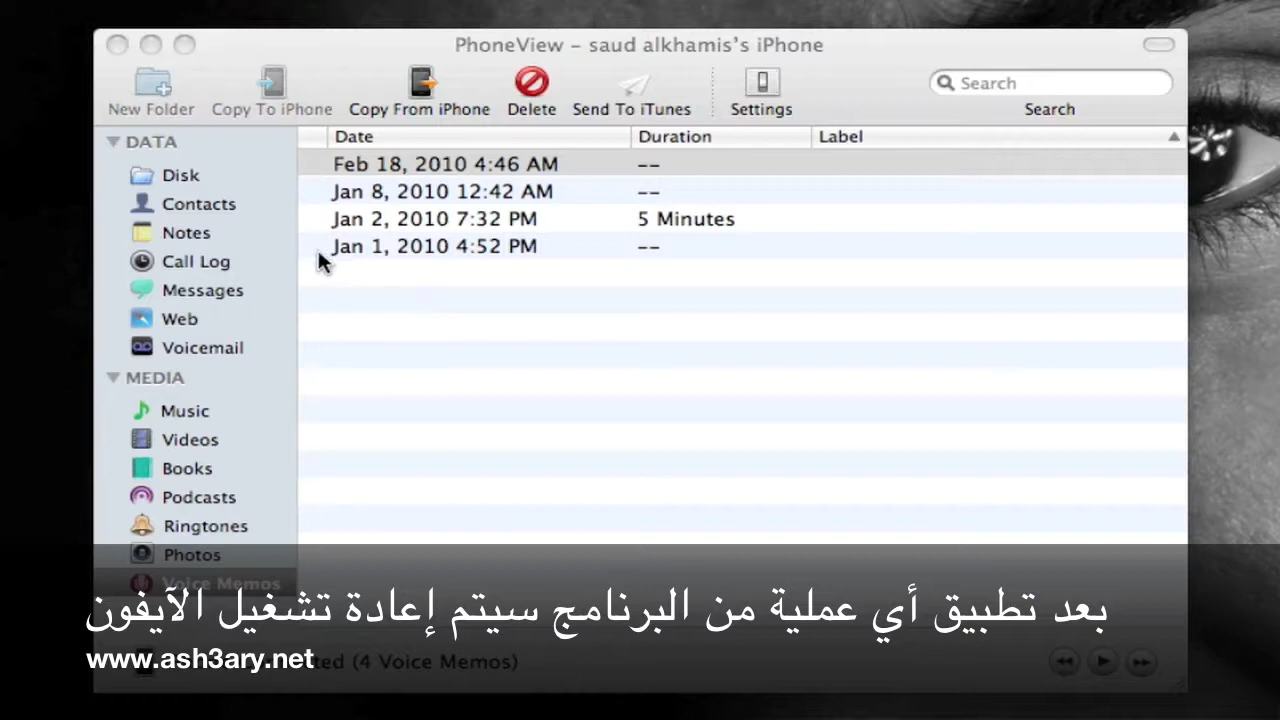 PhoneView – saud alkhamis's iPhone
New Folder Copy To iPhone Copy From iPhone Delete Send To iTunes Settings Search
Search
DATA
Disk
Contacts
Notes
Call Log
Messages
Web
Voicemail
MEDIA
Music
Videos
Books
Podcasts
Ringtones
Photos
Voice Memos
Date Duration Label
Feb 18, 2010 4:46 AM --
Jan 8, 2010 12:42 AM --
Jan 2, 2010 7:32 PM 5 Minutes
Jan 1, 2010 4:52 PM --
بعد تطبيق أي عملية من البرنامج سيتم إعادة تشغيل الآيفون
www.ash3ary.net
(4 Voice Memos)